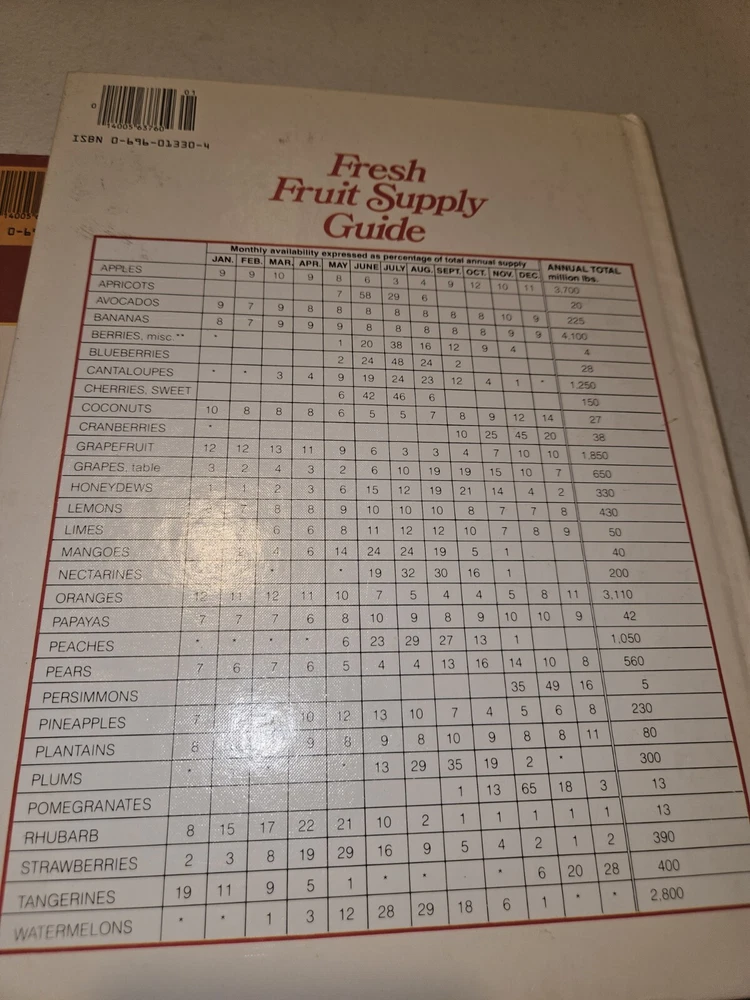 0 14005 63760 03
ISBN 0-696-01330-4
14005
Fresh
Fruit Supply
Guide
Monthly availability expressed as percentage of total annual supply
JAN. FEB. MAR. APR. MAY JUNE JULY AUG. SEPT. OCT. NOV. DEC. ANNUAL TOTAL
million lbs.
APPLES 9 9 10 9 8 6 3 4 9 12 10 11 3,700
APRICOTS 7 58 29 6 20
AVOCADOS 9 7 9 8 8 8 8 8 8 8 10 9 225
BANANAS 8 7 9 9 9 8 8 8 8 8 9 9 4,100
BERRIES, misc ** * 1 20 38 16 12 9 4 4
BLUEBERRIES 2 24 48 24 2 28
CANTALOUPES * * 3 4 9 19 24 23 12 4 1 * 1,250
CHERRIES, SWEET 6 42 46 6 150
COCONUTS 10 8 8 8 6 5 5 7 8 9 12 14 27
CRANBERRIES * 10 25 45 20 38
GRAPEFRUIT 12 12 13 11 9 6 3 3 4 7 10 10 1,850
GRAPES, table 3 2 4 3 2 6 10 19 19 15 10 7 650
HONEYDEWS 1 1 2 3 6 15 12 19 21 14 4 2 330
LEMONS 7 8 8 9 10 10 10 8 7 7 8 430
LIMES 6 6 8 11 12 12 10 7 8 9 50
MANGOES 4 6 14 24 24 19 5 1 40
NECTARINES * * 19 32 30 16 1 200
ORANGES 12 11 12 11 10 7 5 4 4 5 8 11 3,110
PAPAYAS 7 7 7 6 8 10 9 8 9 10 10 9 42
PEACHES * * * * 6 23 29 27 13 1 1,050
PEARS 7 6 7 6 5 4 4 13 16 14 10 8 560
PERSIMMONS 35 49 16 5
PINEAPPLES 7 10 12 13 10 7 4 5 6 8 230
PLANTAINS 8 9 8 9 8 10 9 8 8 11 80
PLUMS * * 13 29 35 19 2 * 300
POMEGRANATES 1 13 65 18 3 13
RHUBARB 8 15 17 22 21 10 2 1 1 1 1 1 13
STRAWBERRIES 2 3 8 19 29 16 9 5 4 2 1 2 390
TANGERINES 19 11 9 5 1 * * * 6 20 28 400
WATERMELONS * * 1 3 12 28 29 18 6 1 * * 2,800